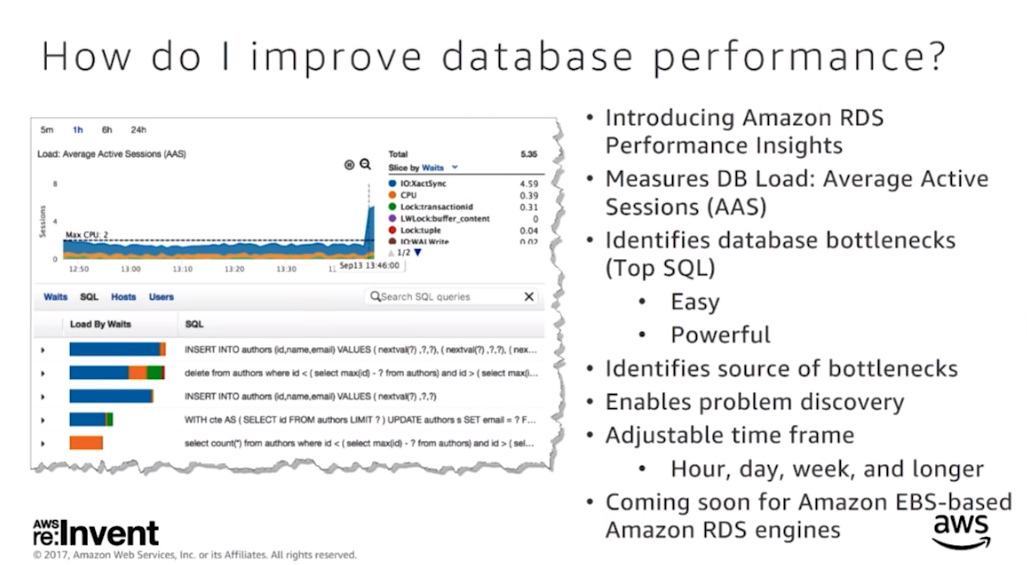 How do I improve database performance?
5m 1h 6h 24h
Load: Average Active Sessions (AAS)
Total 5.35
Slice by Waits
IO:XactSync 4.59
CPU 0.39
Lock:transactionid 0.31
LWLock:buffer_content 0
Lock:tuple 0.04
IO:WALWrite 0.02
1/2
Sessions
8
4
0
Max CPU: 2
12:50 13:00 13:10 13:20 13:30
Sep13 13:46:00
Waits SQL Hosts Users
Search SQL queries
Load By Waits SQL
INSERT INTO authors (id,name,email) VALUES ( nextval(?) ,?,?), ( nextval(?) ,?,?), ( nex...
delete from authors where id < ( select max(id) - ? from authors) and id > ( select max(i...
INSERT INTO authors (id,name,email) VALUES ( nextval(?) ,?,?)
WITH cte AS ( SELECT id FROM authors LIMIT ? ) UPDATE authors s SET email = ? F...
select count(*) from authors where id < ( select max(id) - ? from authors) and id > ( sel...
• Introducing Amazon RDS
Performance Insights
• Measures DB Load: Average Active
Sessions (AAS)
• Identifies database bottlenecks
(Top SQL)
• Easy
• Powerful
• Identifies source of bottlenecks
• Enables problem discovery
• Adjustable time frame
• Hour, day, week, and longer
• Coming soon for Amazon EBS-based
Amazon RDS engines
AWS
re:Invent
© 2017, Amazon Web Services, Inc. or its Affiliates. All rights reserved.
aws